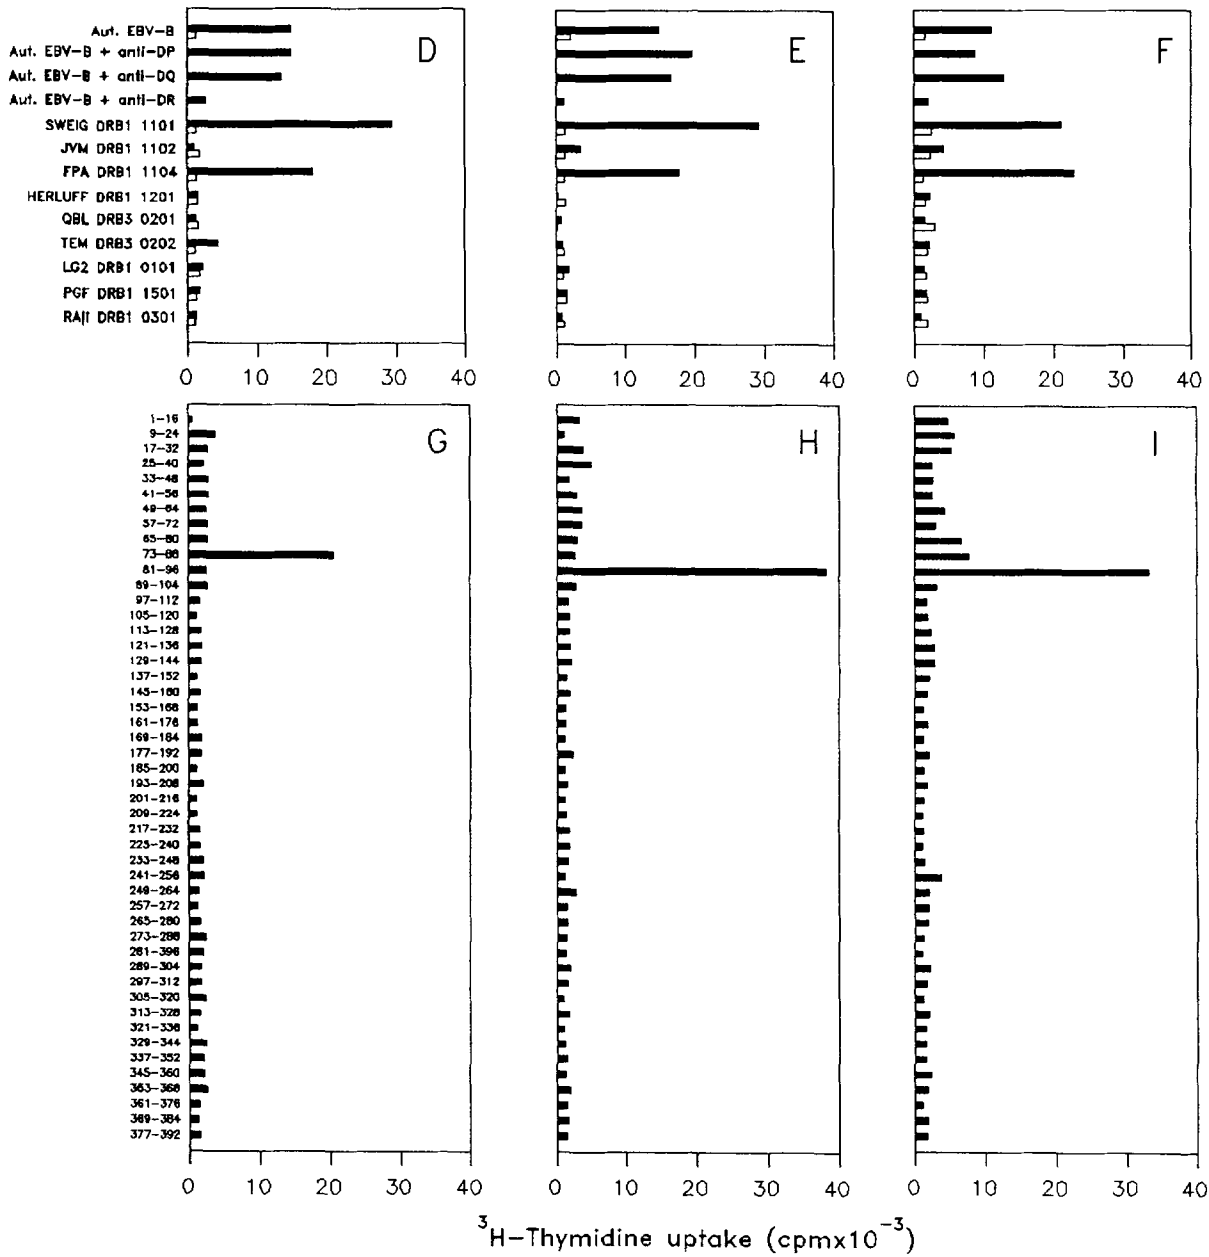 D
E
F
Aut. EBV-B
Aut. EBV-B + anti-DP
Aut. EBV-B + anti-DQ
Aut. EBV-B + anti-DR
SWEIG DRB1 1101
JVM DRB1 1102
FPA DRB1 1104
HERLUFF DRB1 1201
QBL DRB3 0201
TEM DRB3 0202
LG2 DRB1 0101
PGF DRB1 1501
RAJI DRB1 0301
0 10 20 30 40
0 10 20 30 40
0 10 20 30 40
G
H
I
1-16
9-24
17-32
25-40
33-48
41-56
49-64
57-72
65-80
73-88
81-96
89-104
97-112
105-120
113-128
121-136
129-144
137-152
145-160
153-168
161-176
169-184
177-192
185-200
193-208
201-216
209-224
217-232
225-240
233-248
241-256
249-264
257-272
265-280
273-288
281-396
289-304
297-312
305-320
313-328
321-336
329-344
337-352
345-360
353-368
361-376
369-384
377-392
0 10 20 30 40
0 10 20 30 40
0 10 20 30 40
³H-Thymidine uptake (cpmx10⁻³)